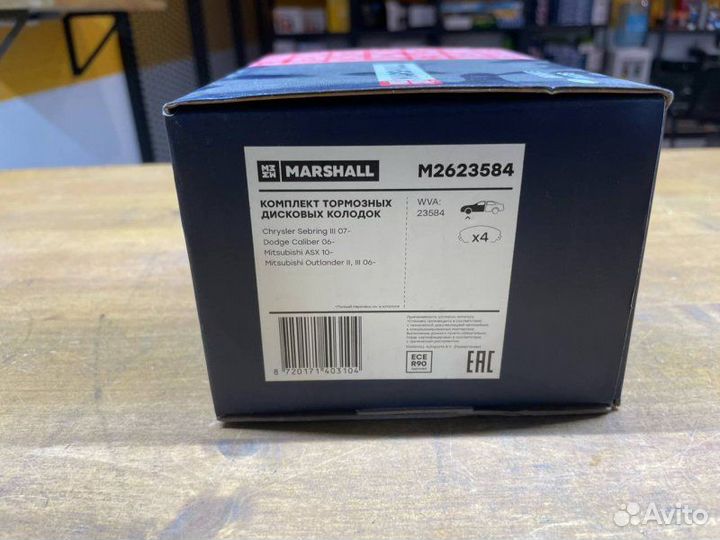 MARSHALL
M2623584
КОМПЛЕКТ ТОРМОЗНЫХ
ДИСКОВЫХ КОЛОДОК
WVA:
23584
Chrysler Sebring III 07-
Dodge Caliber 06-
Mitsubishi ASX 10-
Mitsubishi Outlander II, III 06-
x4
8 720171 403104
ECE
R90
EAC
Avito